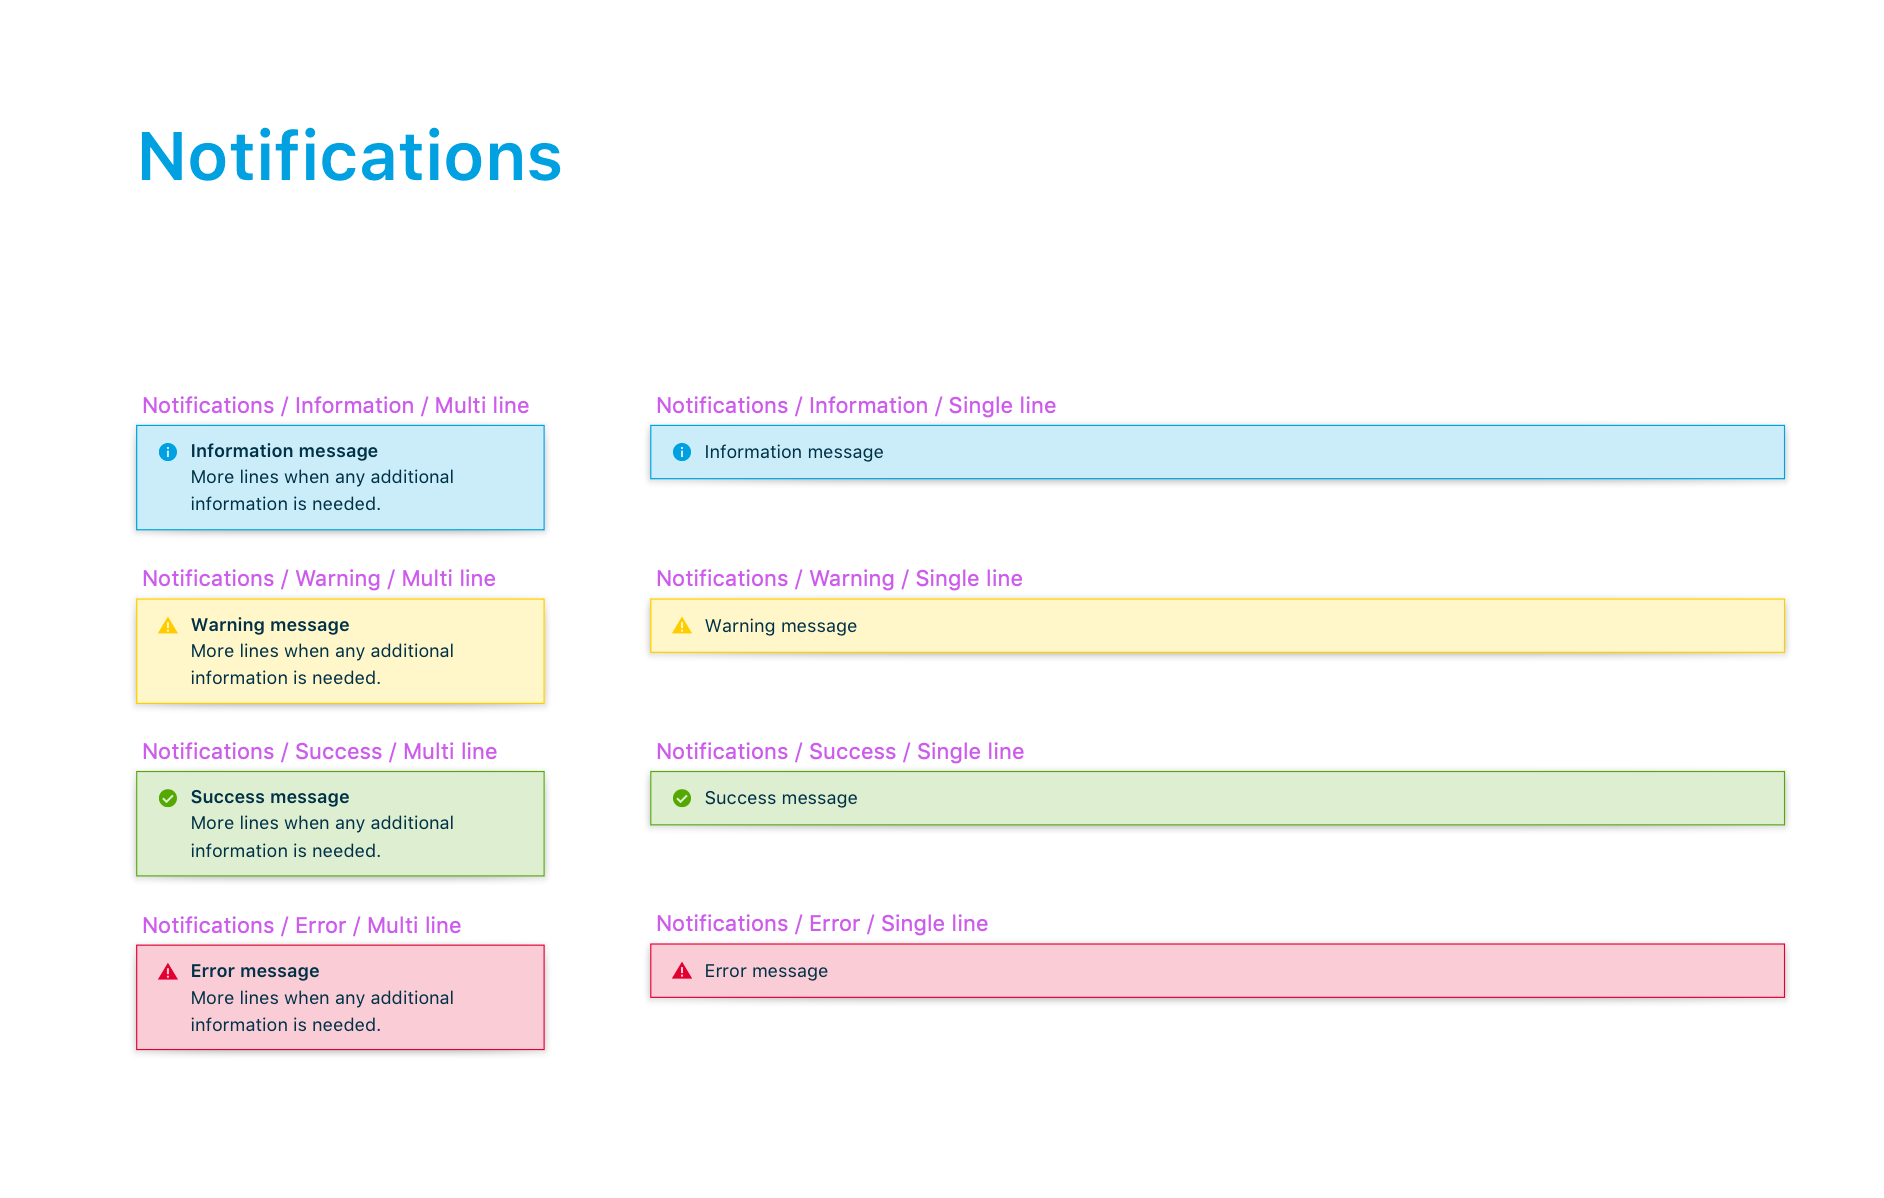 Notifications
Notifications / Information / Multi line
Information message
More lines when any additional
information is needed.
Notifications / Information / Single line
Information message
Notifications / Warning / Multi line
Warning message
More lines when any additional
information is needed.
Notifications / Warning / Single line
Warning message
Notifications / Success / Multi line
Success message
More lines when any additional
information is needed.
Notifications / Success / Single line
Success message
Notifications / Error / Multi line
Error message
More lines when any additional
information is needed.
Notifications / Error / Single line
Error message